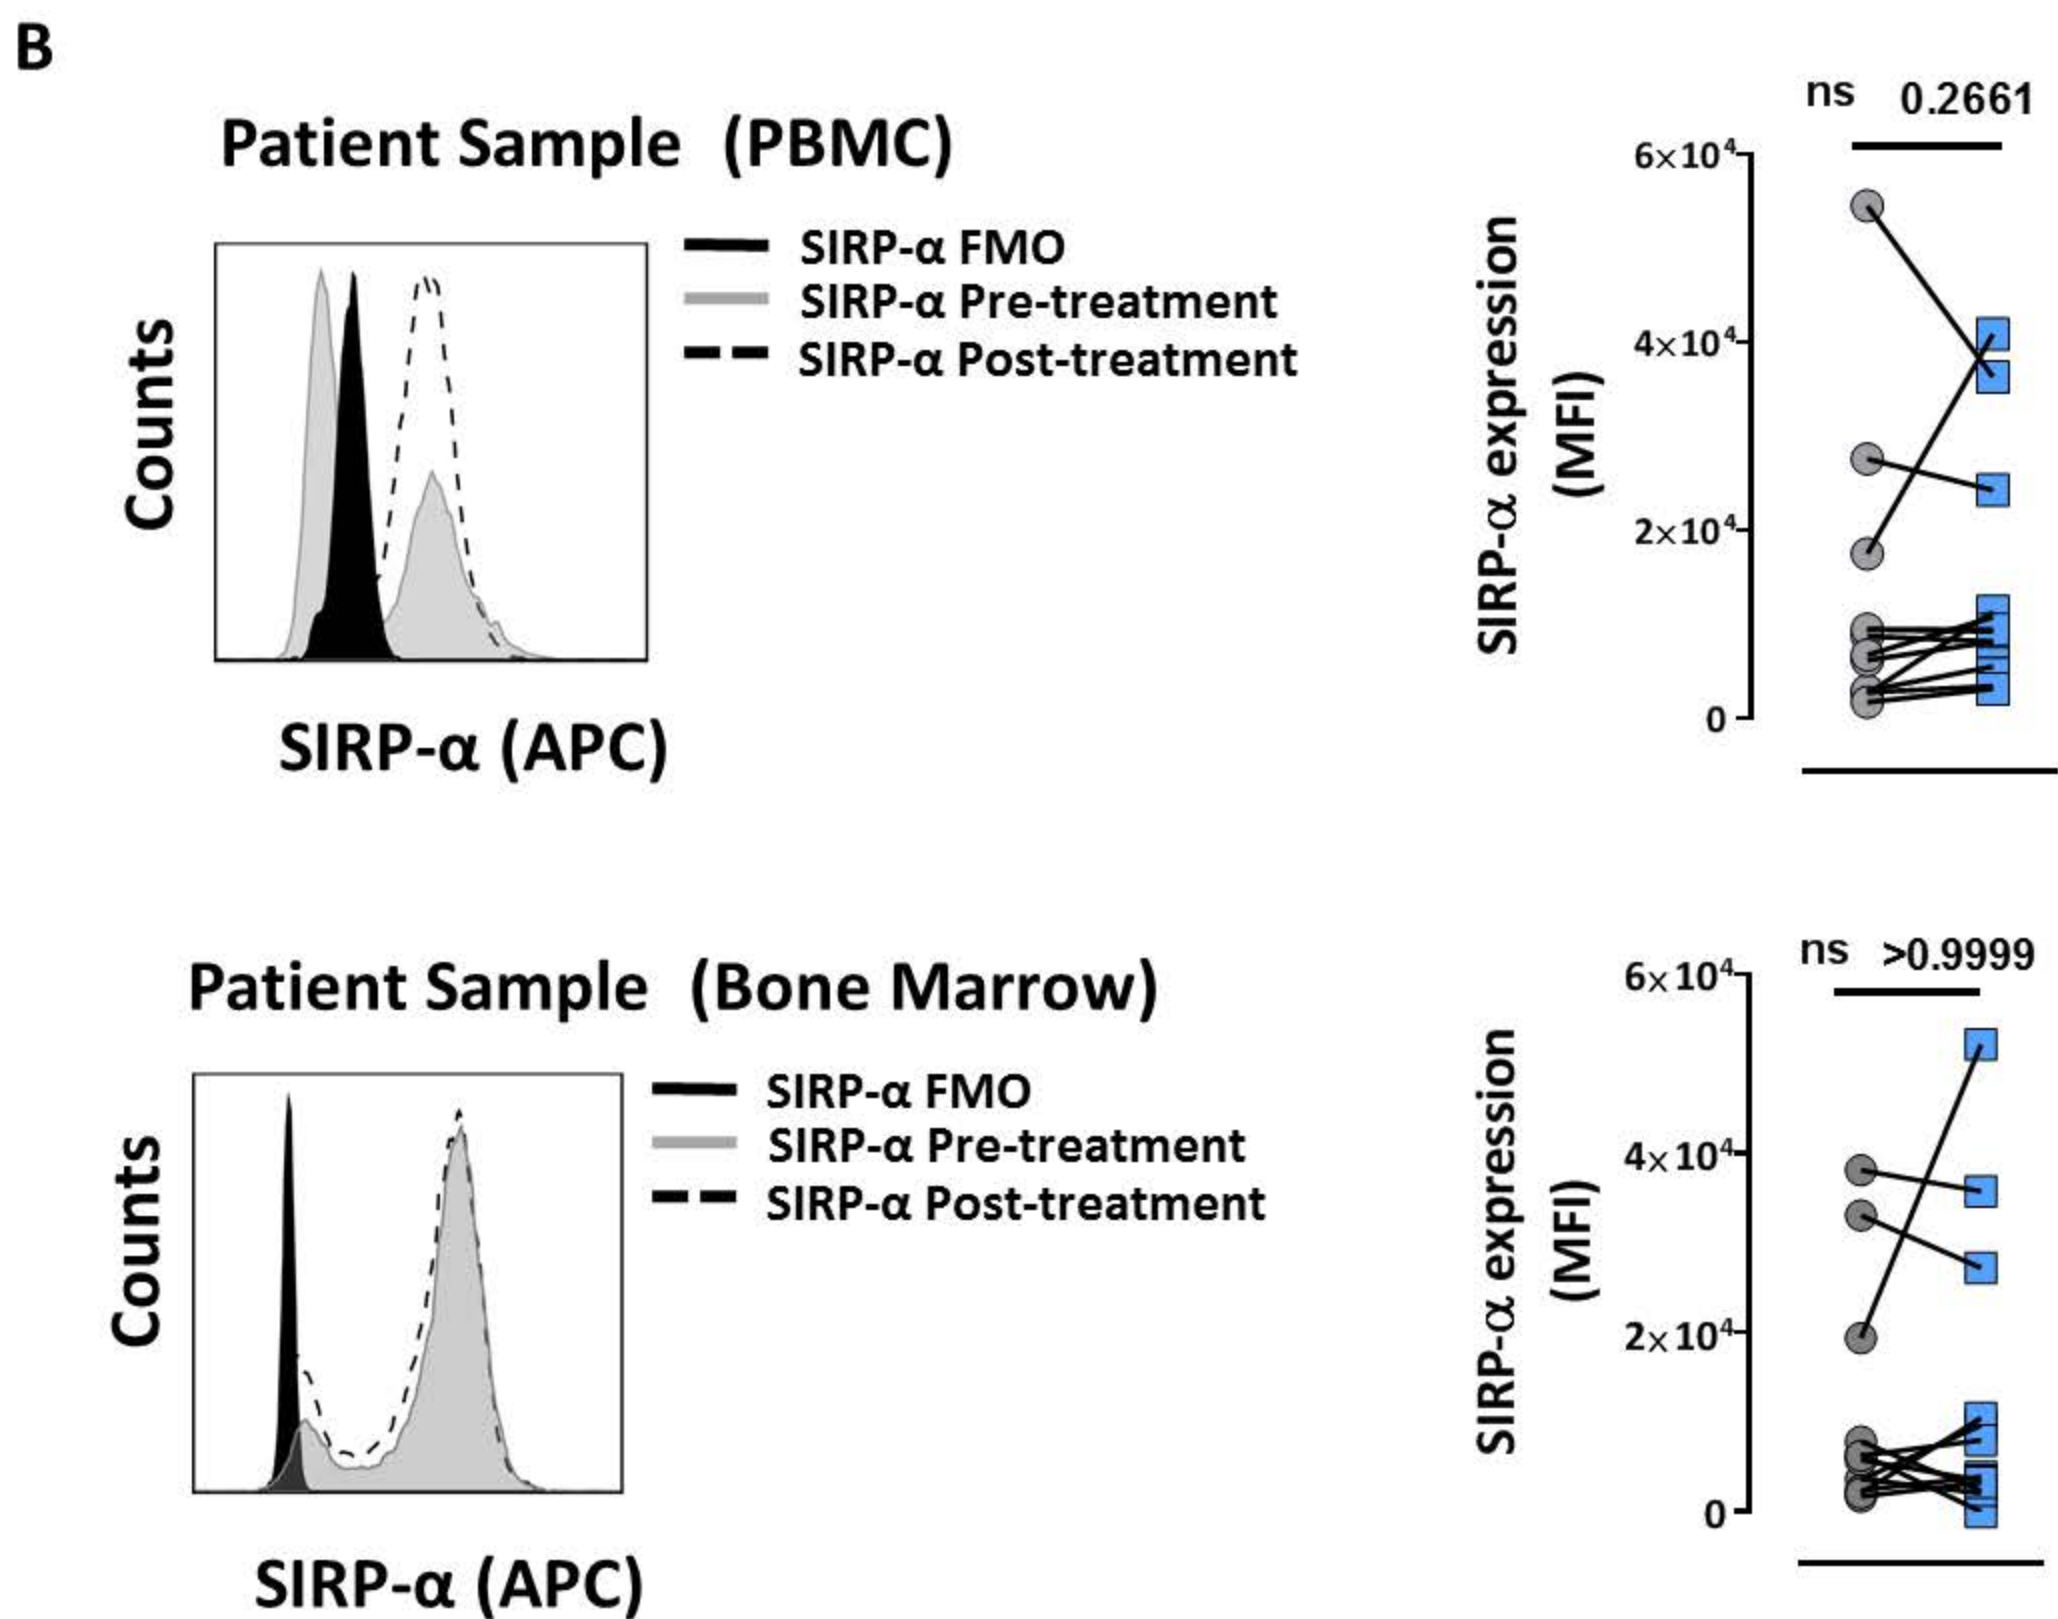 B
Patient Sample (PBMC)
Counts
SIRP-α (APC)
SIRP-α FMO
SIRP-α Pre-treatment
SIRP-α Post-treatment
ns 0.2661
SIRP-α expression
(MFI)
6×10⁴
4×10⁴
2×10⁴
0
Patient Sample (Bone Marrow)
Counts
SIRP-α (APC)
SIRP-α FMO
SIRP-α Pre-treatment
SIRP-α Post-treatment
ns >0.9999
SIRP-α expression
(MFI)
6×10⁴
4×10⁴
2×10⁴
0